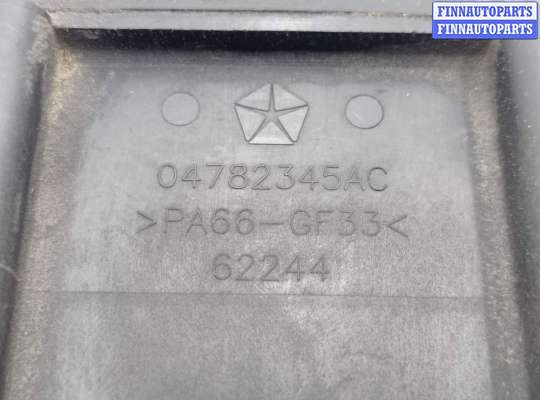 FINNAUTOPARTS
FINNAUTOPARTS
04782345AC
>PA66-GF33<
62244